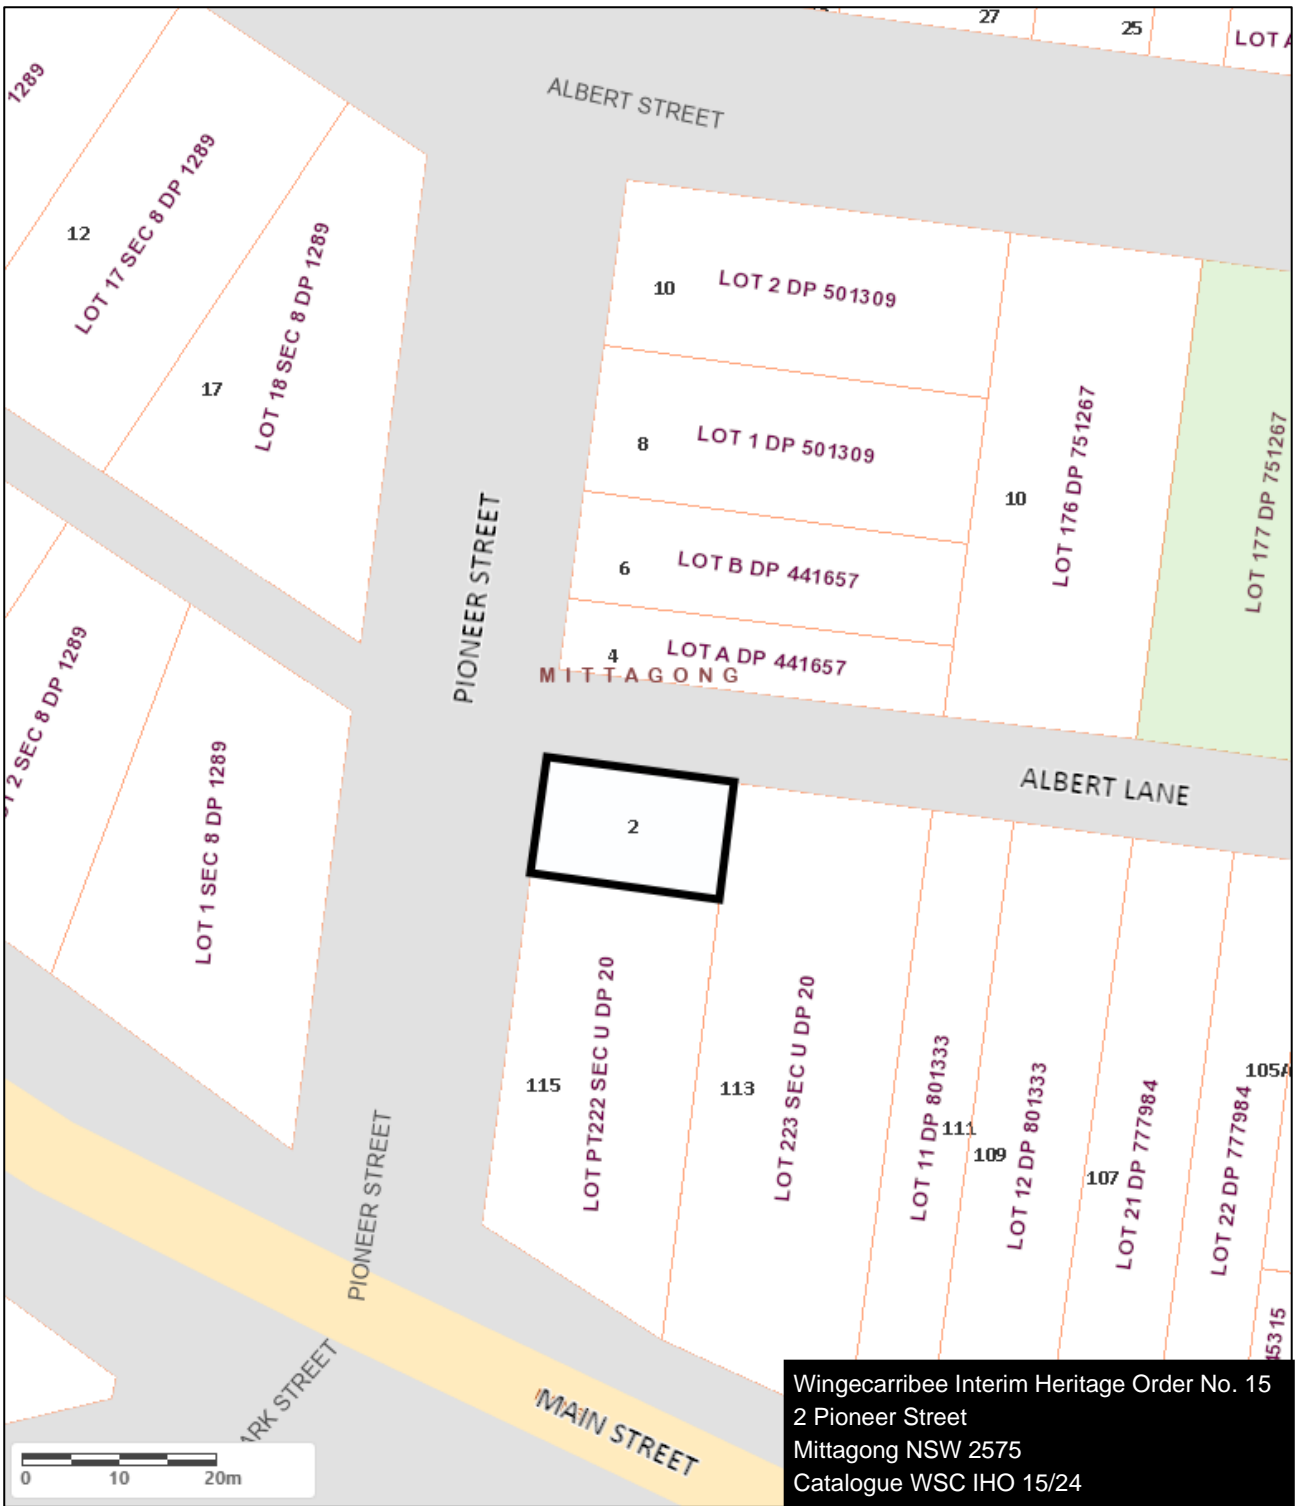 27
25
LOT A
1289
ALBERT STREET
12
LOT 17 SEC 8 DP 1289
17
LOT 18 SEC 8 DP 1289
10
LOT 2 DP 501309
8
LOT 1 DP 501309
10
LOT 176 DP 751267
LOT 177 DP 751267
6
LOT B DP 441657
4
LOT A DP 441657
PIONEER STREET
MITTAGONG
2 SEC 8 DP 1289
LOT 1 SEC 8 DP 1289
ALBERT LANE
2
115
LOT PT222 SEC U DP 20
113
LOT 223 SEC U DP 20
LOT 11 DP 801333
111
109
LOT 12 DP 801333
107
LOT 21 DP 777984
LOT 22 DP 777984
105A
45315
PIONEER STREET
ARK STREET
MAIN STREET
0 10 20m
Wingecarribee Interim Heritage Order No. 15
2 Pioneer Street
Mittagong NSW 2575
Catalogue WSC IHO 15/24